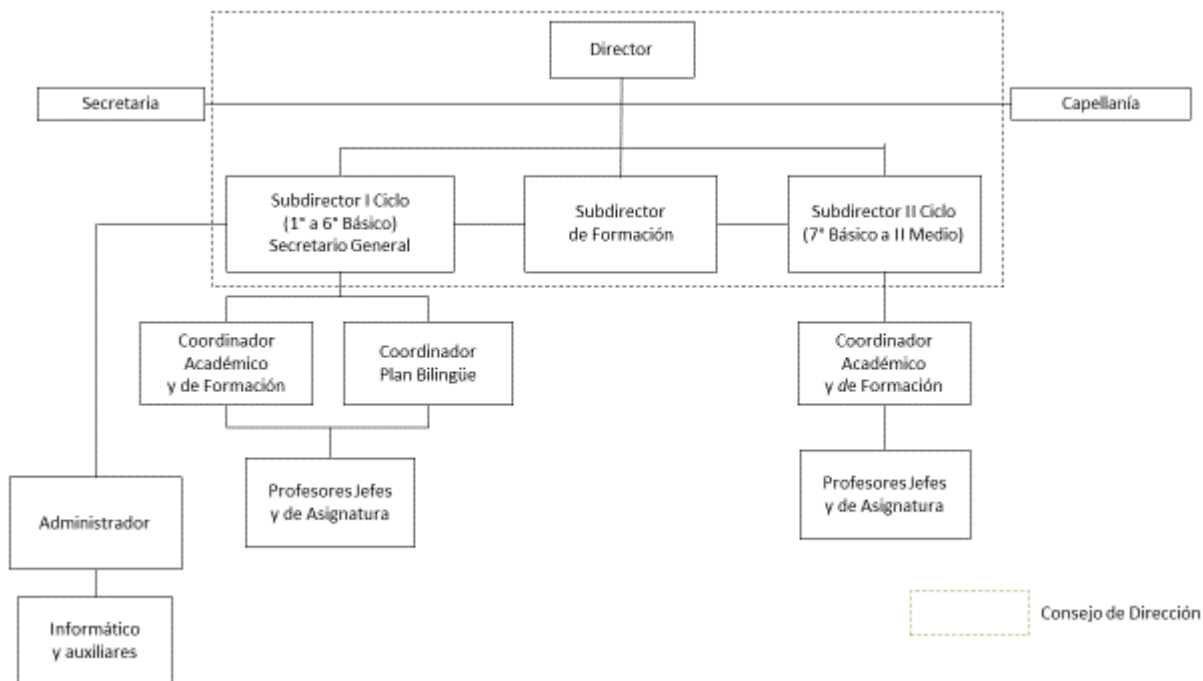 Director
Secretaria
Capellanía
Subdirector I Ciclo
(1° a 6° Básico)
Secretario General
Subdirector
de Formación
Subdirector II Ciclo
(7° Básico a II Medio)
Coordinador
Académico
y de Formación
Coordinador
Plan Bilingüe
Coordinador
Académico
y de Formación
Profesores Jefes
y de Asignatura
Profesores Jefes
y de Asignatura
Administrador
Informático
y auxiliares
Consejo de Dirección